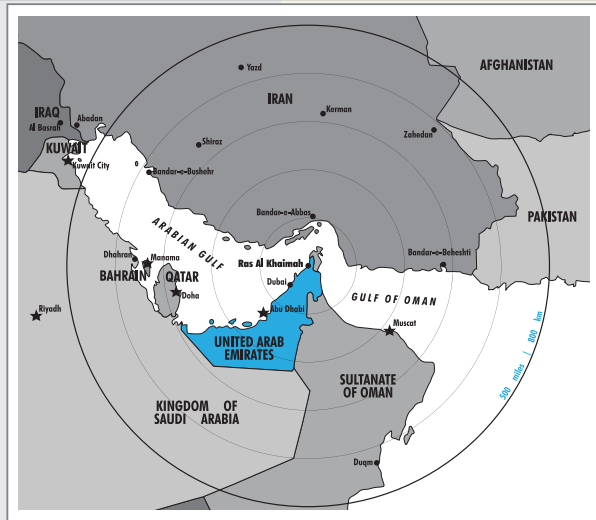 AFGHANISTAN
Yazd
IRAN
IRAQ
Abadan
Al Basrah
Kerman
Zahedan
KUWAIT
Kuwait City
Shiraz
Bandar-e-Bushehr
PAKISTAN
Bandar-e-Abbas
ARABIAN GULF
Dhahran
Manama
BAHRAIN
QATAR
Doha
Ras Al Khaimah
Dubai
Bandar-e-Beheshti
GULF OF OMAN
Riyadh
Abu Dhabi
Muscat
UNITED ARAB
EMIRATES
500 miles | 800 km
SULTANATE
OF OMAN
KINGDOM OF
SAUDI ARABIA
Duqm